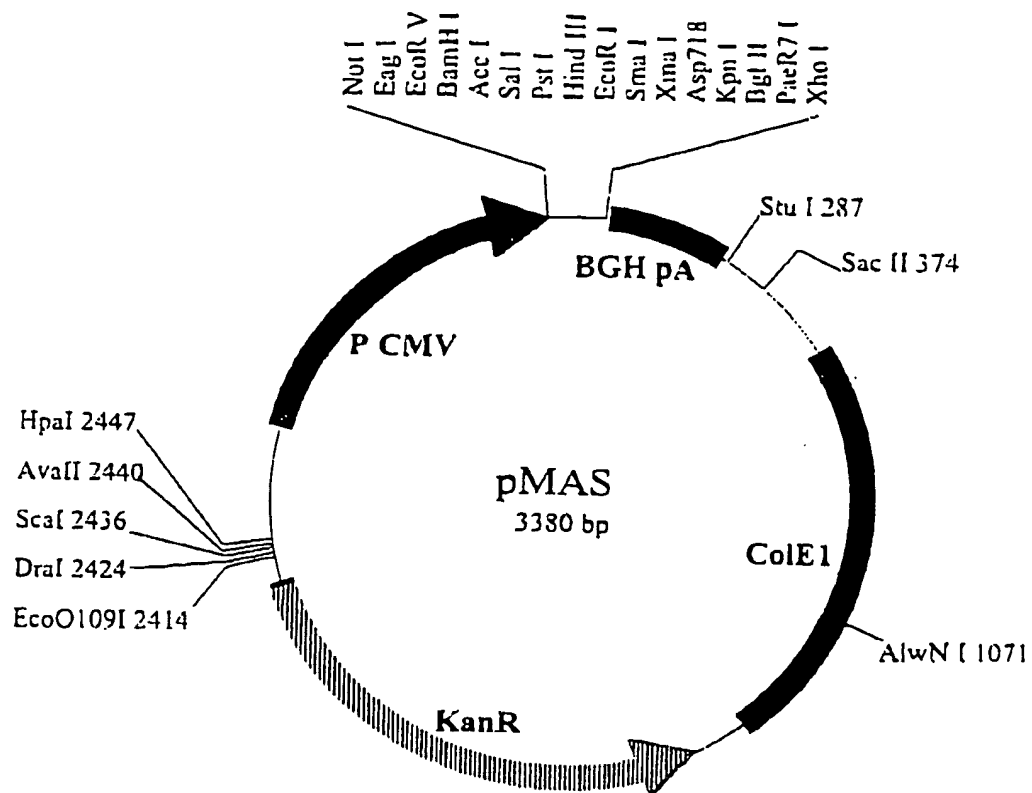 Not I
Eag I
EcoR V
BamH I
Acc I
Sal I
Pst I
Hind III
EcoR I
Sma I
Xma I
Asp718
Kpn I
Bgl II
PaeR7 I
Xho I
Stu I 287
Sac II 374
BGH pA
P CMV
HpaI 2447
AvaII 2440
ScaI 2436
DraI 2424
EcoO109I 2414
pMAS
3380 bp
ColE1
AlwN I 1071
KanR